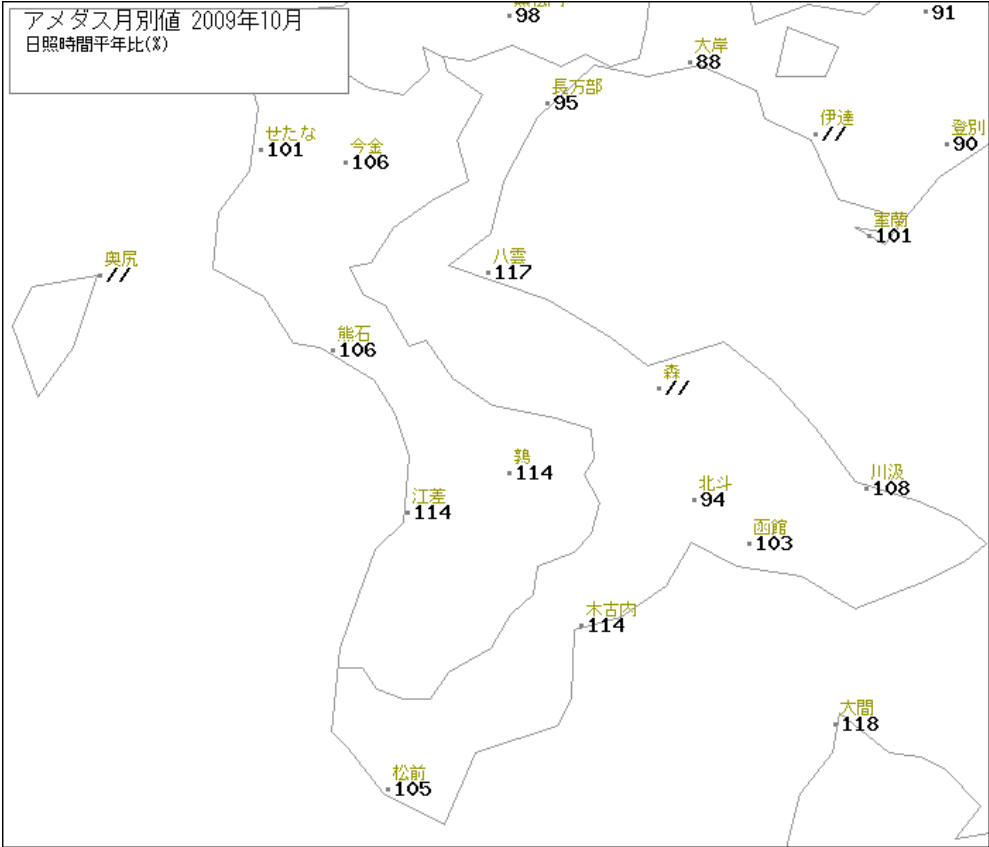 アメダス月別値 2009年10月
日照時間平年比(%)
98
91
大岸
88
長万部
95
伊達
//
せたな
101
今金
106
登別
90
室蘭
101
奥尻
//
八雲
117
熊石
106
森
//
鶉
114
川汲
108
北斗
94
江差
114
函館
103
木古内
114
大間
118
松前
105